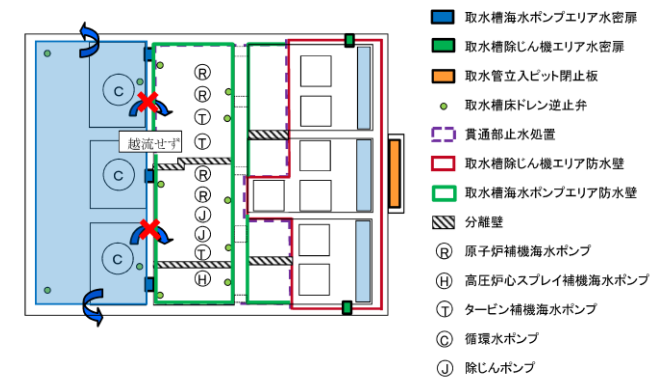 取水槽海水ポンプエリア水密扉
取水槽除じん機エリア水密扉
取水管立入ピット閉止板
取水槽床ドレン逆止弁
貫通部止水処置
取水槽除じん機エリア防水壁
取水槽海水ポンプエリア防水壁
分離壁
Ⓡ 原子炉補機海水ポンプ
Ⓗ 高圧炉心スプレイ補機海水ポンプ
Ⓣ タービン補機海水ポンプ
Ⓒ 循環水ポンプ
Ⓙ 除じんポンプ
Ⓒ
越流せず
Ⓒ
Ⓒ
Ⓡ
Ⓡ
Ⓣ
Ⓣ
Ⓡ
Ⓡ
Ⓙ
Ⓙ
Ⓣ
Ⓗ